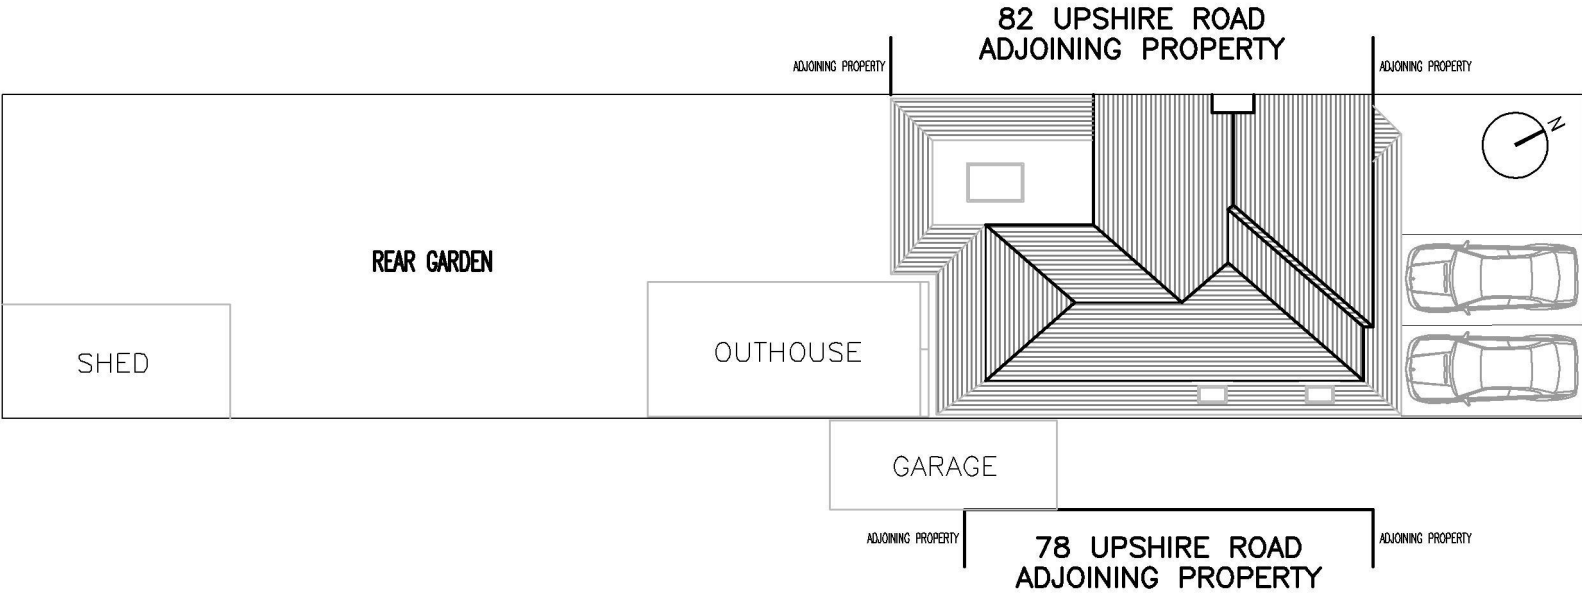 82 UPSHIRE ROAD
ADJOINING PROPERTY
ADJOINING PROPERTY
ADJOINING PROPERTY
N
REAR GARDEN
SHED
OUTHOUSE
GARAGE
ADJOINING PROPERTY
78 UPSHIRE ROAD
ADJOINING PROPERTY
ADJOINING PROPERTY